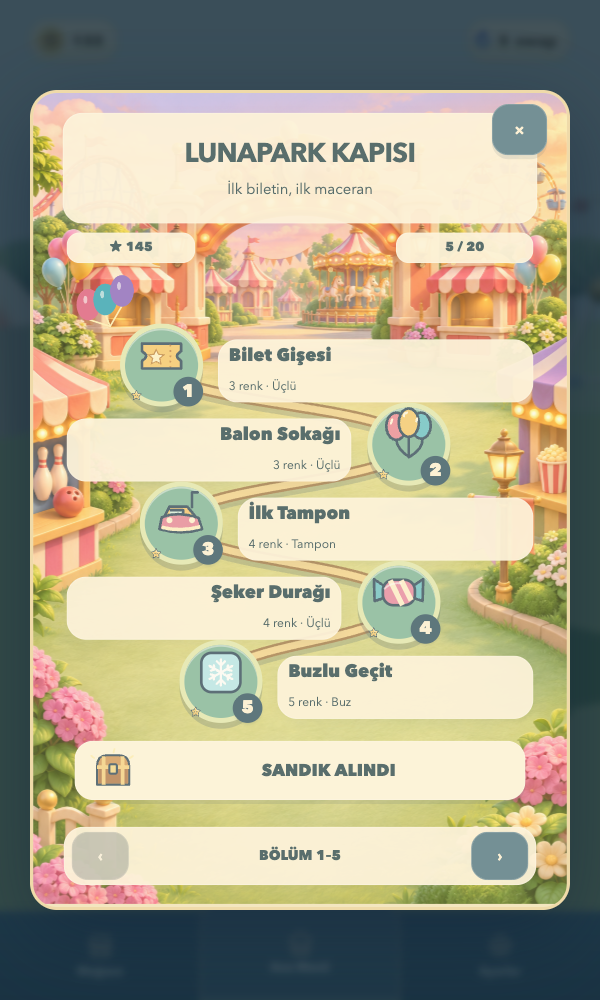 LUNAPARK KAPISI
İlk biletin, ilk maceran
×
★ 145
5 / 20
Bilet Gişesi
3 renk · Üçlü
1
Balon Sokağı
3 renk · Üçlü
2
İlk Tampon
4 renk · Tampon
3
Şeker Durağı
4 renk · Üçlü
4
Buzlu Geçit
5 renk · Buz
5
SANDIK ALINDI
‹
BÖLÜM 1-5
›